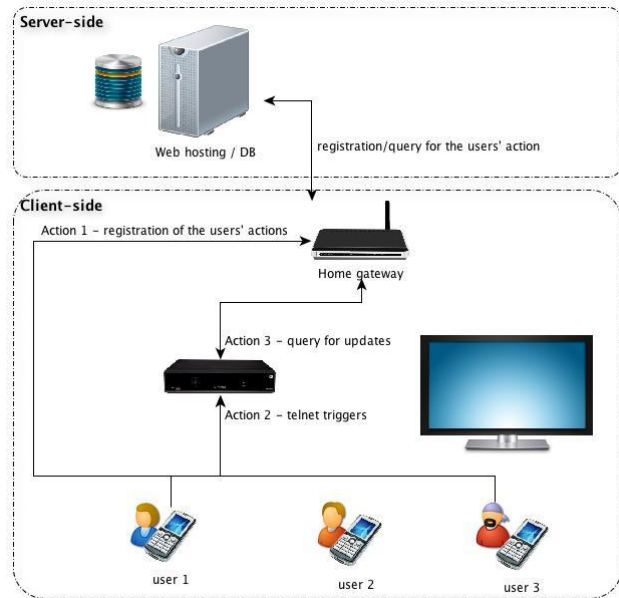 Server-side
Web hosting / DB
registration/query for the users' action
Client-side
Action 1 - registration of the users' actions
Home gateway
Action 3 - query for updates
Action 2 - telnet triggers
user 1
user 2
user 3